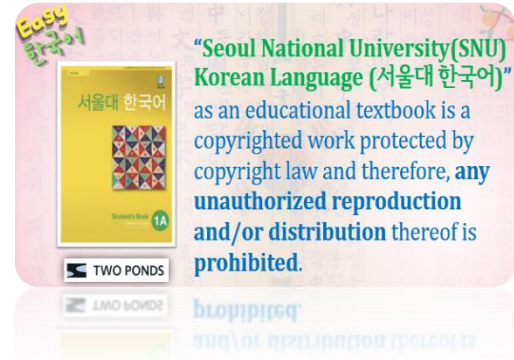 Easy
한국어
서울대 한국어
Student's Book 1A
TWO PONDS
“Seoul National University(SNU)
Korean Language (서울대 한국어)”
as an educational textbook is a
copyrighted work protected by
copyright law and therefore, any
unauthorized reproduction
and/or distribution thereof is
prohibited.